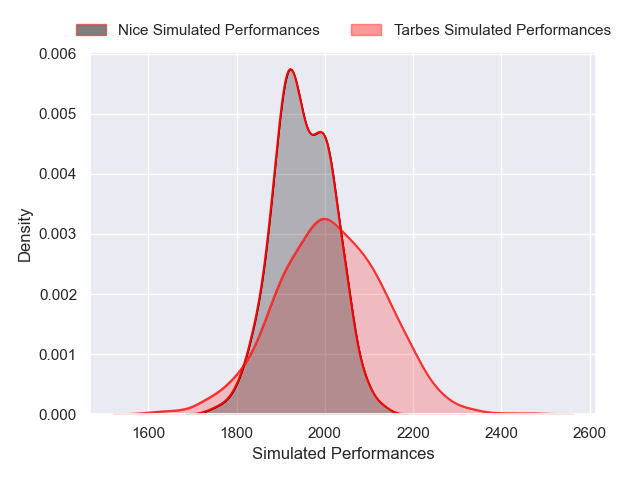 Nice Simulated Performances Tarbes Simulated Performances
0.006
0.005
0.004
0.003
0.002
0.001
0.000
Density
1600 1800 2000 2200 2400 2600
Simulated Performances